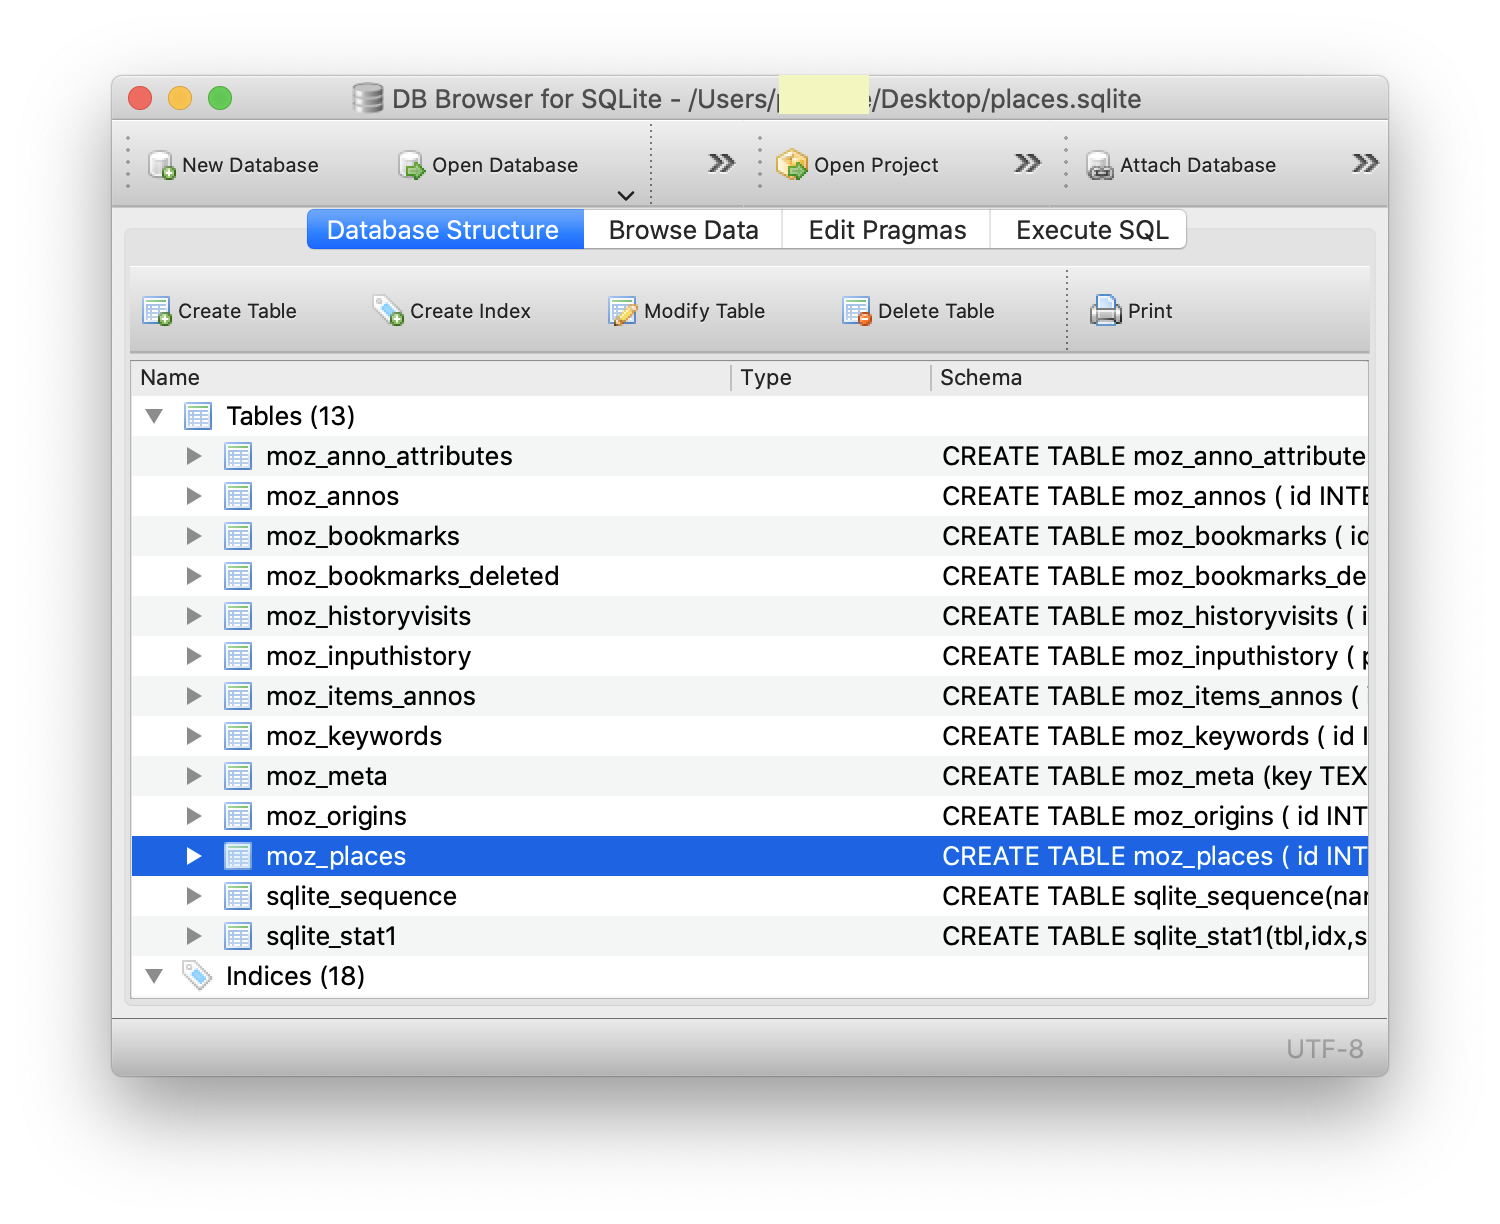 DB Browser for SQLite - /Users/ /Desktop/places.sqlite
New Database Open Database Open Project Attach Database
Database Structure Browse Data Edit Pragmas Execute SQL
Create Table Create Index Modify Table Delete Table Print
Name Type Schema
Tables (13)
moz_anno_attributes CREATE TABLE moz_anno_attribute
moz_annos CREATE TABLE moz_annos ( id INTE
moz_bookmarks CREATE TABLE moz_bookmarks ( id
moz_bookmarks_deleted CREATE TABLE moz_bookmarks_de
moz_historyvisits CREATE TABLE moz_historyvisits ( i
moz_inputhistory CREATE TABLE moz_inputhistory ( p
moz_items_annos CREATE TABLE moz_items_annos (
moz_keywords CREATE TABLE moz_keywords ( id I
moz_meta CREATE TABLE moz_meta (key TEX
moz_origins CREATE TABLE moz_origins ( id INT
moz_places CREATE TABLE moz_places ( id INT
sqlite_sequence CREATE TABLE sqlite_sequence(nar
sqlite_stat1 CREATE TABLE sqlite_stat1(tbl,idx,s
Indices (18)
UTF-8